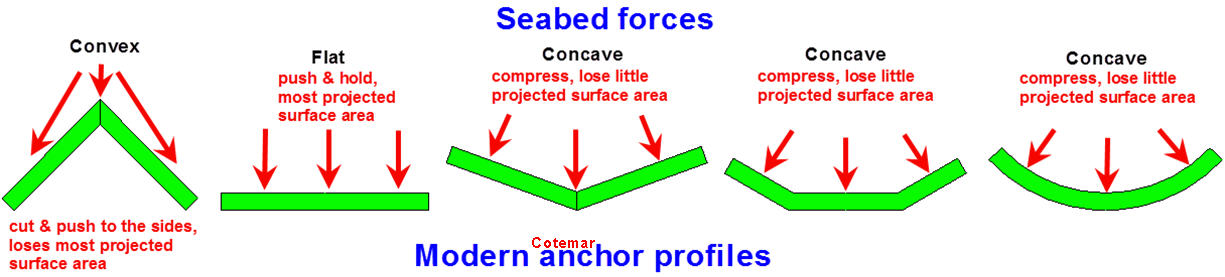 Seabed forces
Convex
cut & push to the sides,
loses most projected
surface area
Flat
push & hold,
most projected
surface area
Concave
compress, lose little
projected surface area
Concave
compress, lose little
projected surface area
Concave
compress, lose little
projected surface area
Cotemar
Modern anchor profiles